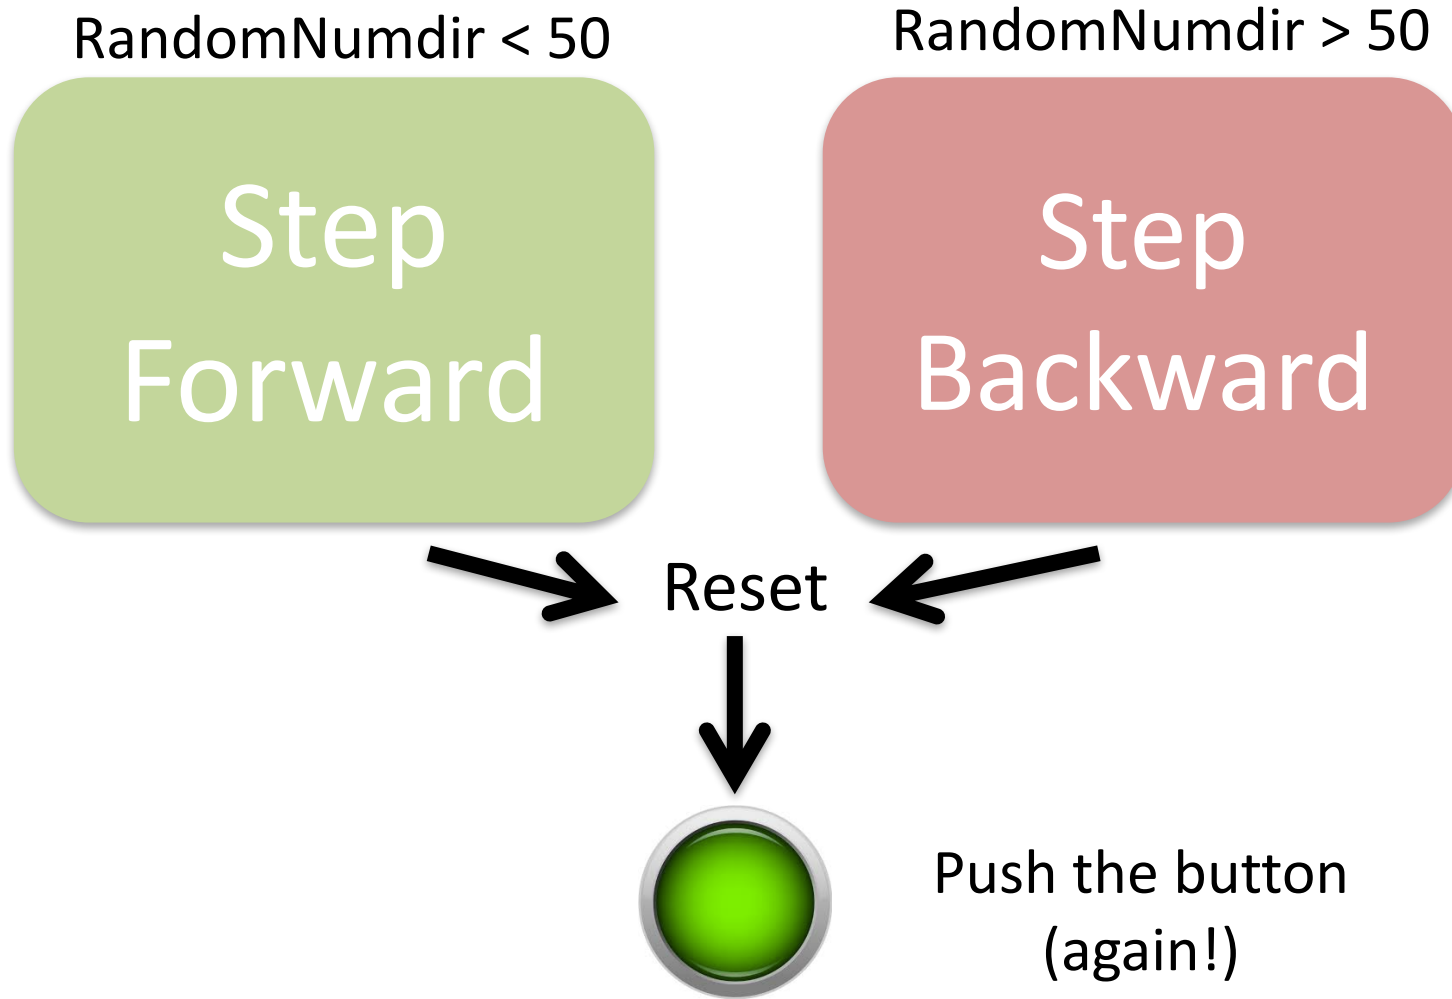 RandomNumdir < 50
RandomNumdir > 50
Step
Forward
Step
Backward
Reset
Push the button
(again!)